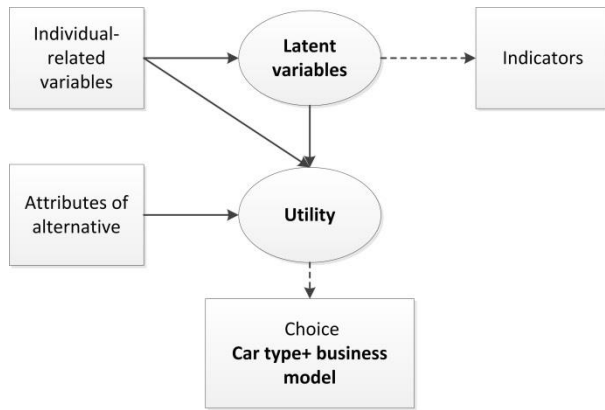 Individual-
related
variables
Latent
variables
Indicators
Attributes of
alternative
Utility
Choice
Car type+ business
model